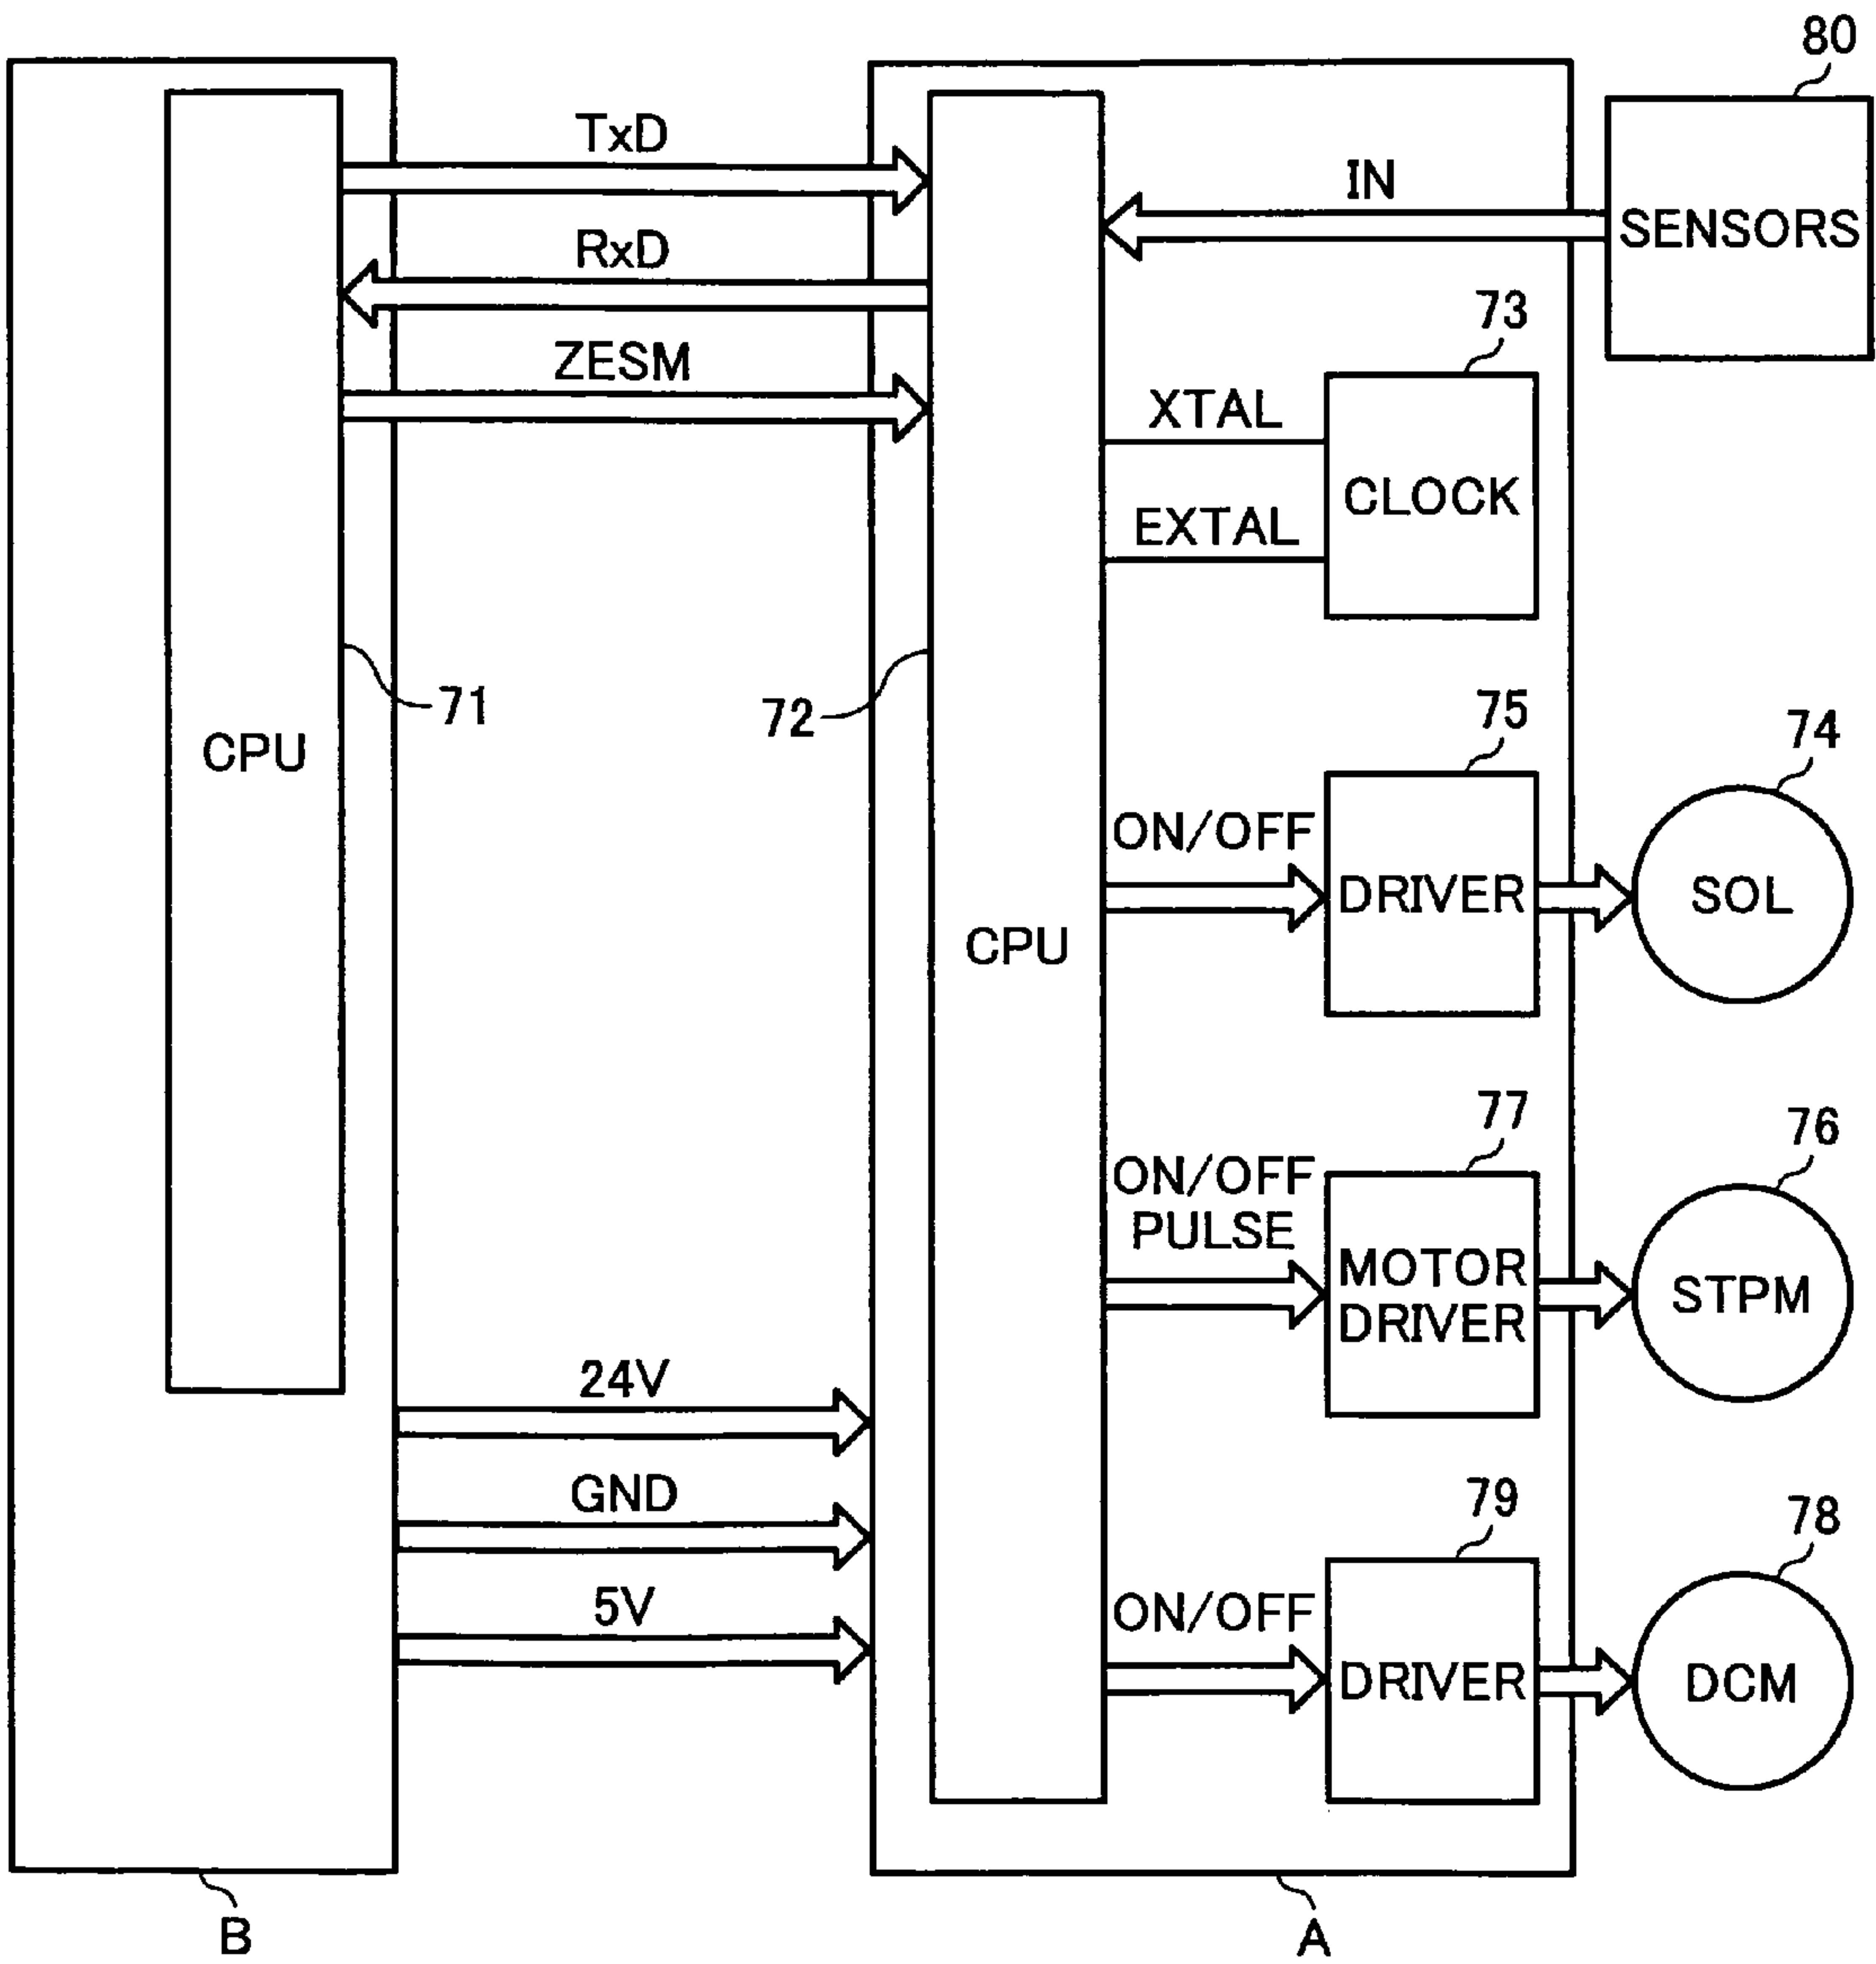 80
TxD
IN
SENSORS
RxD
73
ZESM
XTAL
CLOCK
EXTAL
71
72
75
74
CPU
ON/OFF
DRIVER
SOL
CPU
77
76
ON/OFF
PULSE
MOTOR
DRIVER
STPM
24V
GND
79
78
5V
ON/OFF
DRIVER
DCM
B
A